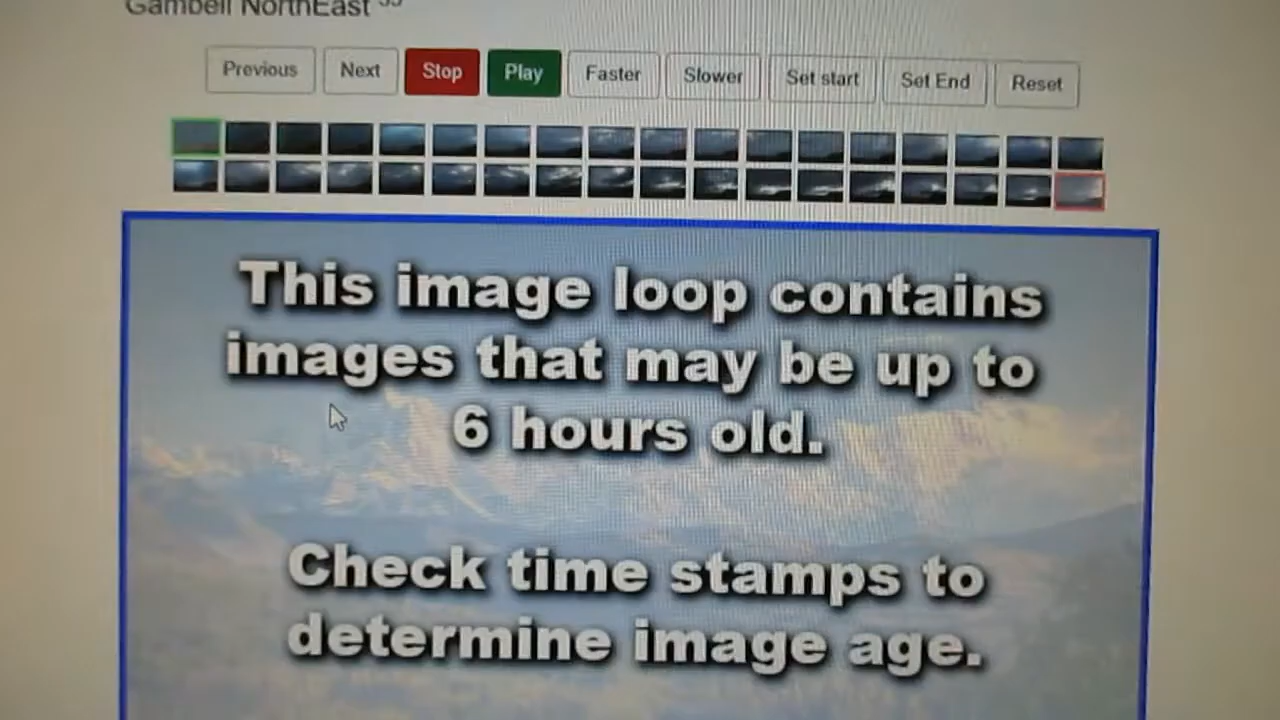 Gambell NorthEast
Previous Next Stop Play Faster Slower Set start Set End Reset
This image loop contains
images that may be up to
6 hours old.
Check time stamps to
determine image age.